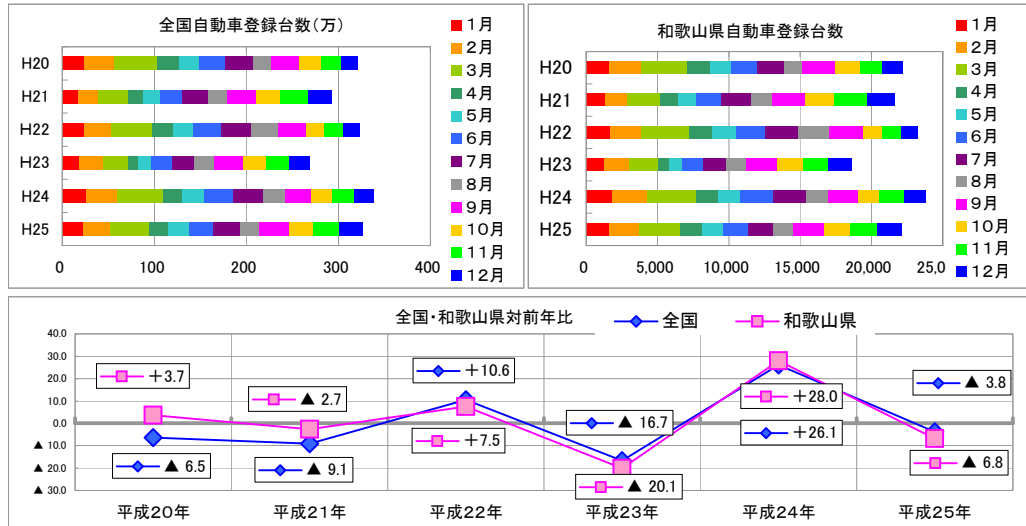 全国自動車登録台数(万)
H20
H21
H22
H23
H24
H25
0
100
200
300
400
1月
2月
3月
4月
5月
6月
7月
8月
9月
10月
11月
12月
和歌山県自動車登録台数
H20
H21
H22
H23
H24
H25
0
5,000
10,000
15,000
20,000
25,0
1月
2月
3月
4月
5月
6月
7月
8月
9月
10月
11月
12月
全国・和歌山県対前年比
全国
和歌山県
40.0
30.0
20.0
10.0
0.0
▲ 10.0
▲ 20.0
▲ 30.0
+3.7
▲ 6.5
▲ 2.7
▲ 9.1
+10.6
+7.5
▲ 16.7
▲ 20.1
+28.0
+26.1
▲ 3.8
▲ 6.8
平成20年
平成21年
平成22年
平成23年
平成24年
平成25年